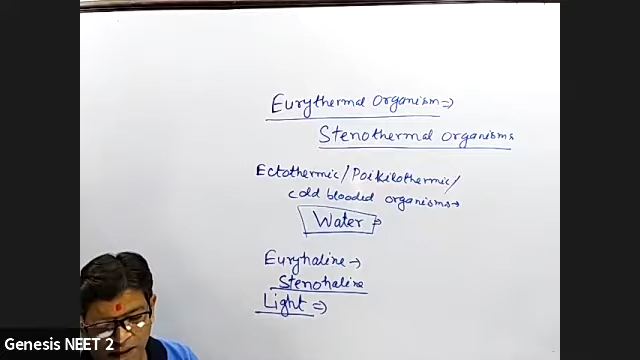 Eurythermal Organism ⇒
Stenothermal organisms
Ectothermic/Poikilothermic/
cold blooded organisms→
Water⇒
Euryhaline →
Stenohaline
Light ⇒
Genesis NEET 2